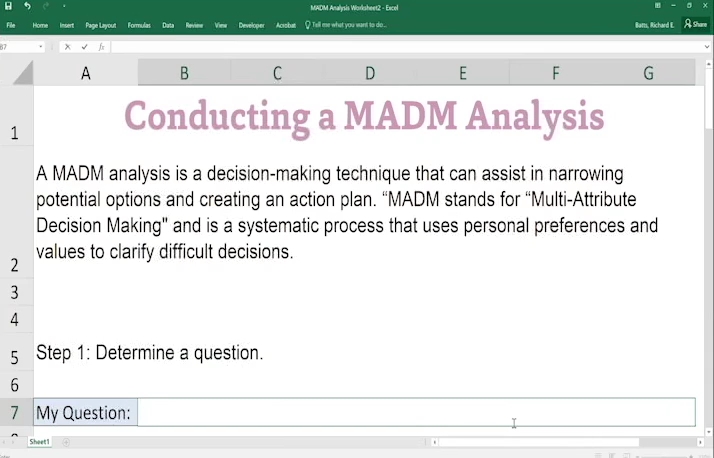 MADM Analysis Worksheet2 - Excel
File Home Insert Page Layout Formulas Data Review View Developer Acrobat Tell me what you want to do... Batts, Richard E. Share
B7 fx
A B C D E F G
1 Conducting a MADM Analysis
A MADM analysis is a decision-making technique that can assist in narrowing
potential options and creating an action plan. “MADM stands for “Multi-Attribute
Decision Making" and is a systematic process that uses personal preferences and
2 values to clarify difficult decisions.
3
4
5 Step 1: Determine a question.
6
7 My Question:
Sheet1